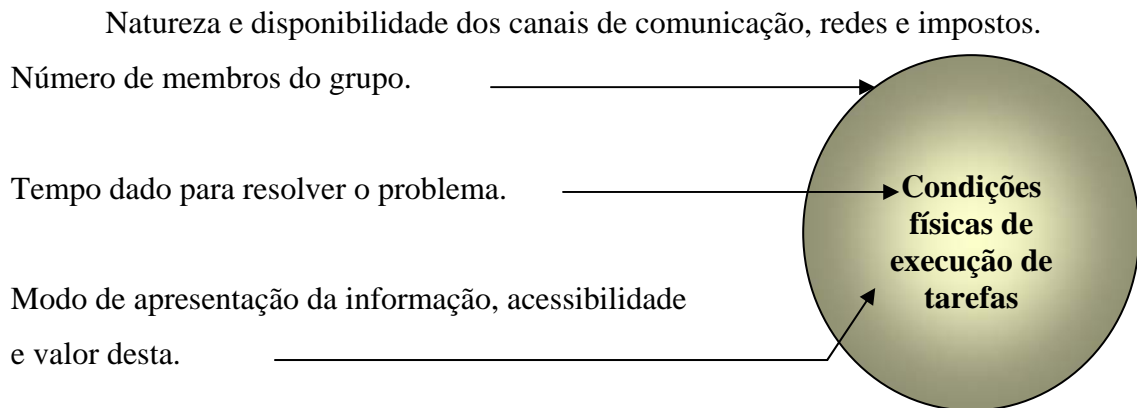 Natureza e disponibilidade dos canais de comunicação, redes e impostos.
Número de membros do grupo.
Tempo dado para resolver o problema.
Condições
físicas de
execução de
tarefas
Modo de apresentação da informação, acessibilidade
e valor desta.